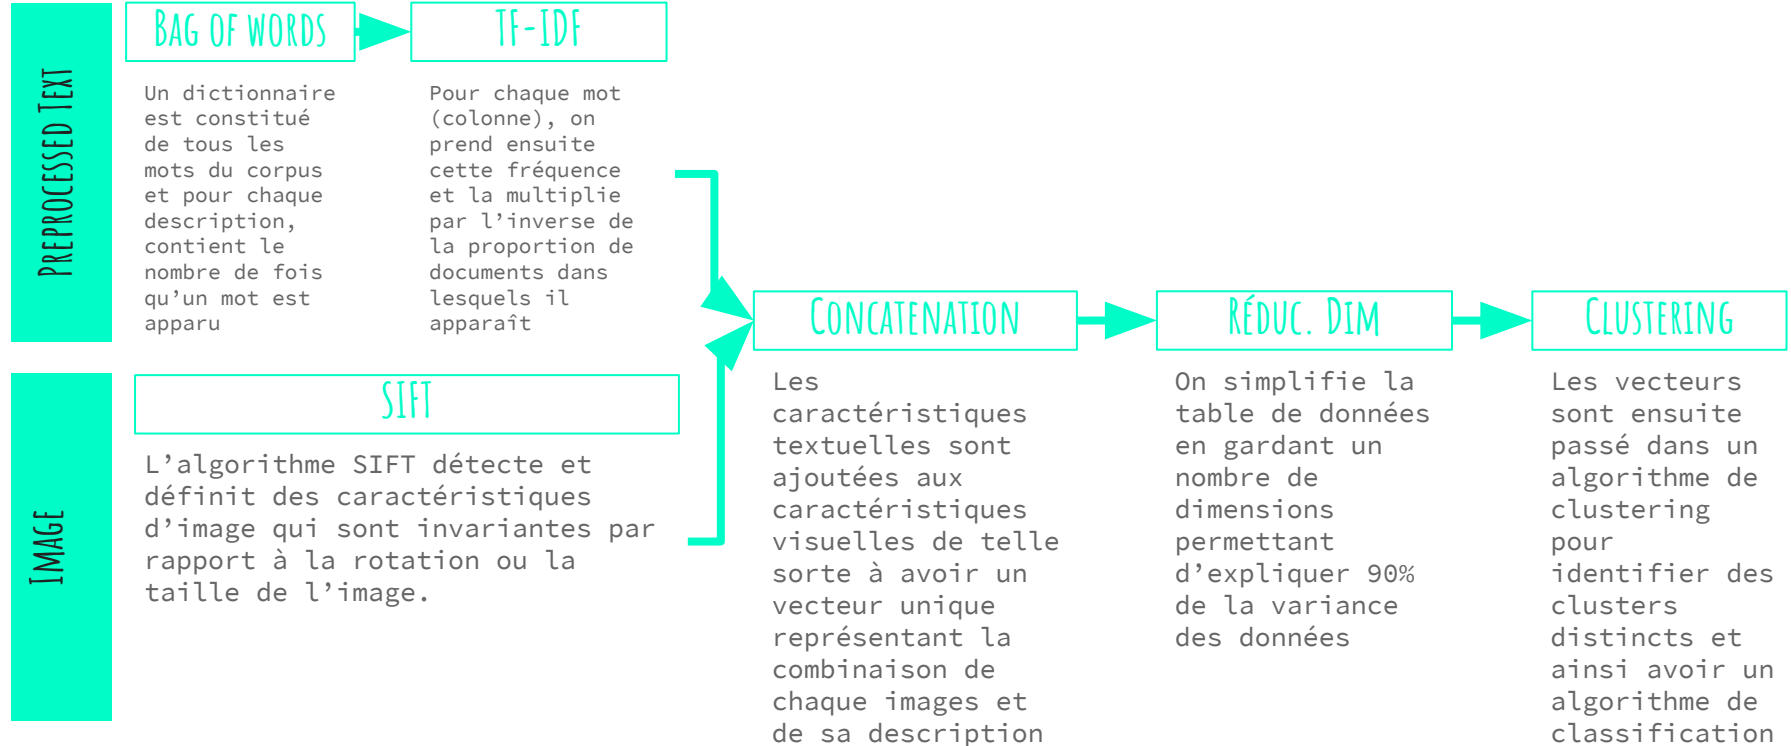 PREPROCESSED TEXT
BAG OF WORDS
Un dictionnaire
est constitué
de tous les
mots du corpus
et pour chaque
description,
contient le
nombre de fois
qu’un mot est
apparu
TF-IDF
Pour chaque mot
(colonne), on
prend ensuite
cette fréquence
et la multiplie
par l’inverse de
la proportion de
documents dans
lesquels il
apparaît
IMAGE
SIFT
L’algorithme SIFT détecte et
définit des caractéristiques
d’image qui sont invariantes par
rapport à la rotation ou la
taille de l’image.
CONCATENATION
Les
caractéristiques
textuelles sont
ajoutées aux
caractéristiques
visuelles de telle
sorte à avoir un
vecteur unique
représentant la
combinaison de
chaque images et
de sa description
RÉDUC. DIM
On simplifie la
table de données
en gardant un
nombre de
dimensions
permettant
d’expliquer 90%
de la variance
des données
CLUSTERING
Les vecteurs
sont ensuite
passé dans un
algorithme de
clustering
pour
identifier des
clusters
distincts et
ainsi avoir un
algorithme de
classification